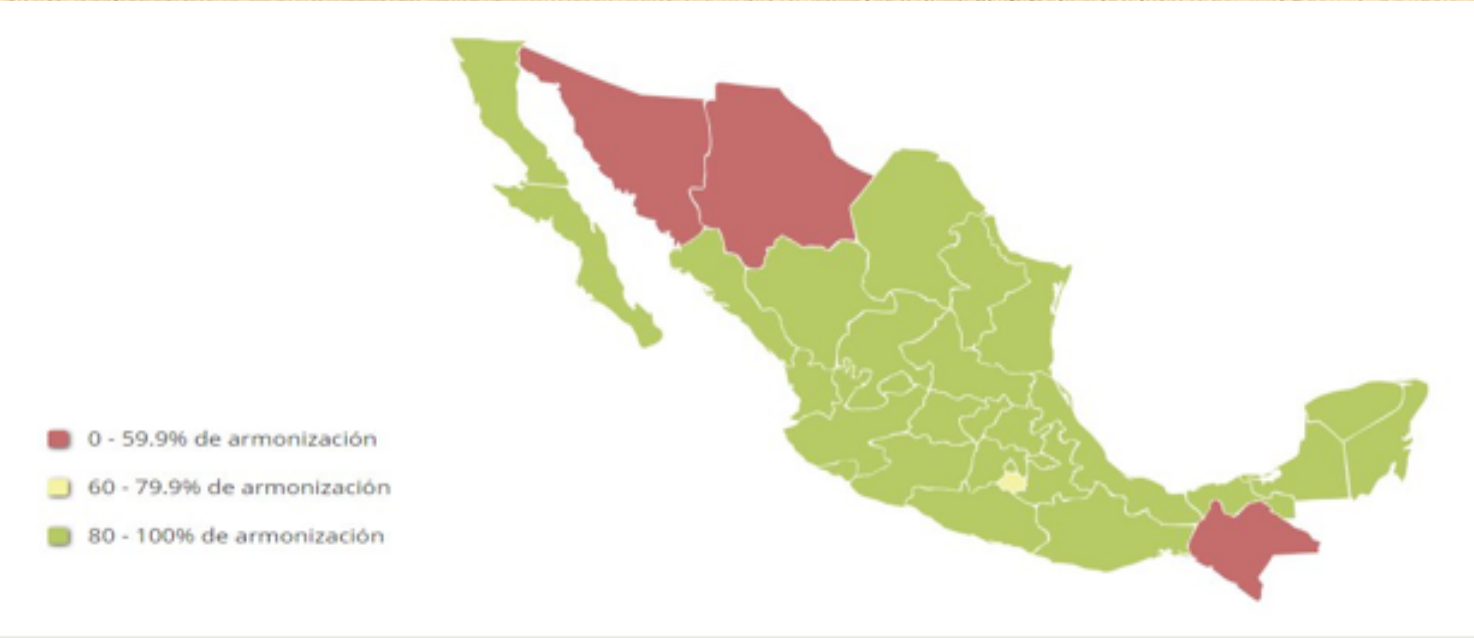 0 - 59.9% de armonización
60 - 79.9% de armonización
80 - 100% de armonización